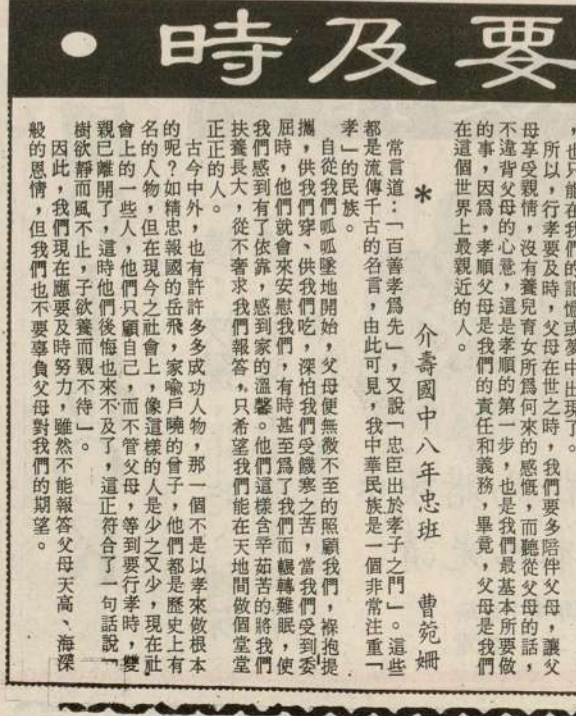 要及時•
，也只能在我們的記憶或夢中出現了。
所以，行孝要及時，父母在世之時，我們要多陪伴父母，讓父
母享受親情，沒有養兒育女所爲何來的感慨，而聽從父母的話，
不違背父母的心意，這是孝順的第一步，也是我們最基本所要做
的事，因爲，孝順父母是我們的責任和義務，畢竟，父母是我們
在這個世界上最親近的人。
＊　介壽國中八年忠班　曹菀姍
常言道：「百善孝爲先」，又說「忠臣出於孝子之門」。這些
都是流傳千古的名言，由此可見，我中華民族是一個非常注重「
孝」的民族。
自從我們呱呱墜地開始，父母便無微不至的照顧我們，褓抱提
攜，供我們穿、供我們吃，深怕我們受饑寒之苦，當我們受到委
屈時，他們就會來安慰我們，有時甚至爲了我們而輾轉難眠，使
我們感到有了依靠，感到家的溫馨。他們這樣含辛茹苦的將我們
扶養長大，從不奢求我們報答，只希望我們能在天地間做個堂堂
正正的人。
古今中外，也有許許多多成功人物，那一個不是以孝來做根本
的呢？如精忠報國的岳飛，家喩戶曉的曾子，他們都是歷史上有
名的人物，但在現今之社會上，像這樣的人是少之又少，現在社
會上的一些人，他們只顧自己，而不管父母，等到要行孝時，雙
親已離開了，這時他們後悔也來不及了，這正符合了一句話說「
樹欲靜而風不止，子欲養而親不待」。
因此，我們現在應要及時努力，雖然不能報答父母天高、海深
般的恩情，但我們也不要辜負父母對我們的期望。